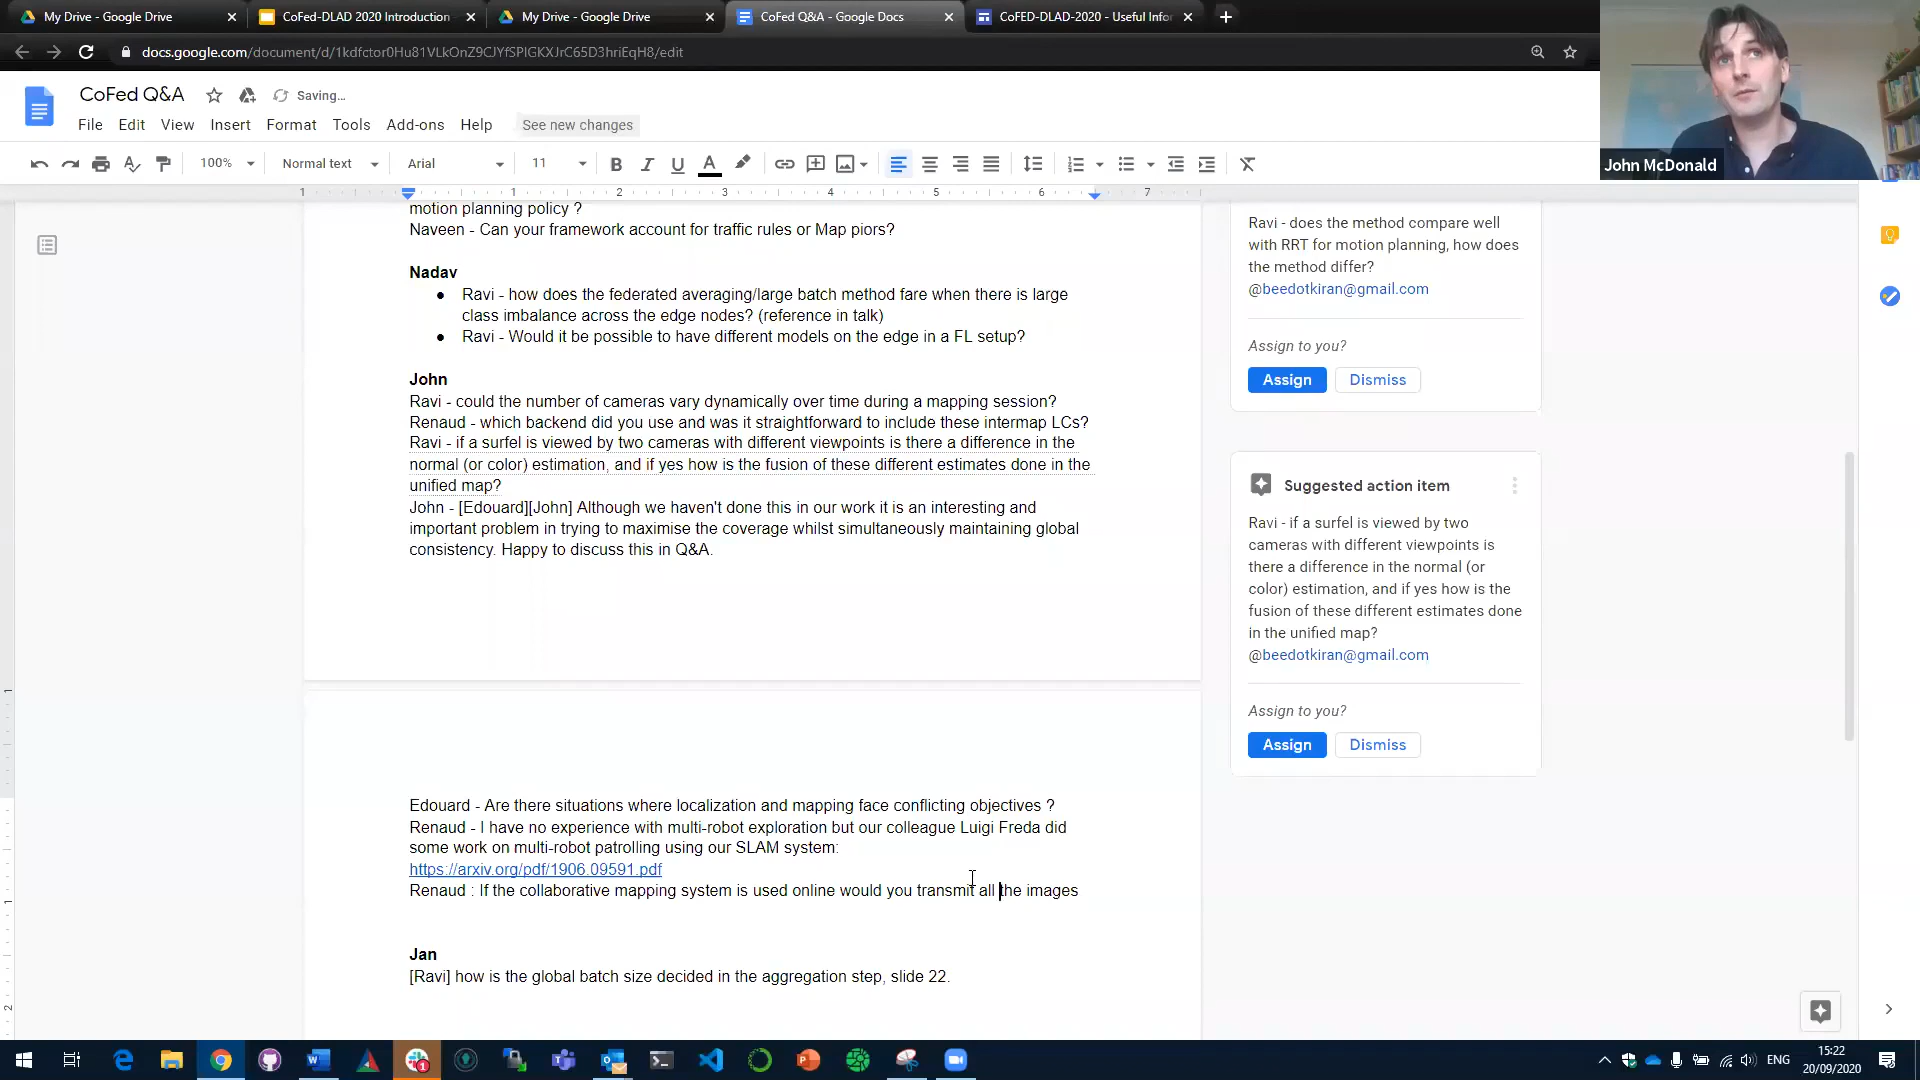 My Drive - Google Drive
CoFed-DLAD 2020 Introduction
My Drive - Google Drive
CoFed Q&A - Google Docs
CoFED-DLAD-2020 - Useful Infor
docs.google.com/document/d/1kdfctor0Hu81VLkOnZ9CJYfSPlGKXJrC65D3hriEqH8/edit
CoFed Q&A
Saving…
File Edit View Insert Format Tools Add-ons Help See new changes
100% Normal text Arial 11 B I U A
1 1 2 3 4 5 6 7
motion planning policy ?
Naveen - Can your framework account for traffic rules or Map piors?
Nadav
● Ravi - how does the federated averaging/large batch method fare when there is large
class imbalance across the edge nodes? (reference in talk)
● Ravi - Would it be possible to have different models on the edge in a FL setup?
John
Ravi - could the number of cameras vary dynamically over time during a mapping session?
Renaud - which backend did you use and was it straightforward to include these intermap LCs?
Ravi - if a surfel is viewed by two cameras with different viewpoints is there a difference in the
normal (or color) estimation, and if yes how is the fusion of these different estimates done in the
unified map?
John - [Edouard][John] Although we haven't done this in our work it is an interesting and
important problem in trying to maximise the coverage whilst simultaneously maintaining global
consistency. Happy to discuss this in Q&A.
Edouard - Are there situations where localization and mapping face conflicting objectives ?
Renaud - I have no experience with multi-robot exploration but our colleague Luigi Freda did
some work on multi-robot patrolling using our SLAM system:
https://arxiv.org/pdf/1906.09591.pdf
Renaud : If the collaborative mapping system is used online would you transmit all the images
Jan
[Ravi] how is the global batch size decided in the aggregation step, slide 22.
Ravi - does the method compare well
with RRT for motion planning, how does
the method differ?
@beedotkiran@gmail.com
Assign to you?
Assign Dismiss
Suggested action item
Ravi - if a surfel is viewed by two
cameras with different viewpoints is
there a difference in the normal (or
color) estimation, and if yes how is the
fusion of these different estimates done
in the unified map?
@beedotkiran@gmail.com
Assign to you?
Assign Dismiss
John McDonald
1
1
2
ENG
15:22
20/09/2020